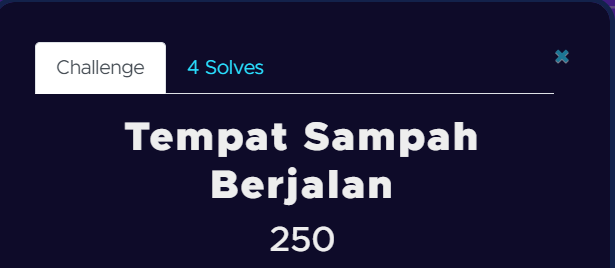 Challenge
4 Solves
Tempat Sampah
Berjalan
250